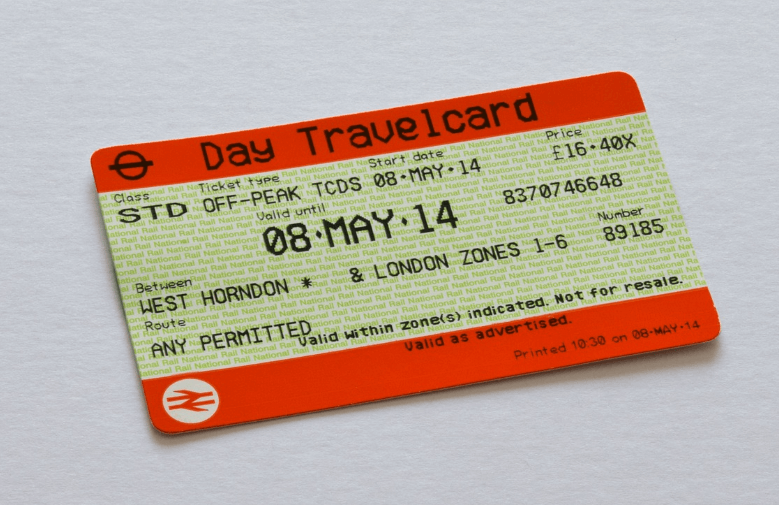 Day Travelcard
Class Ticket type Start date Price
STD OFF-PEAK TCDS 08·MAY·14 £16·40X
Valid until
08·MAY·14 8370746648
Between Number
WEST HORNDON * & LONDON ZONES 1-6 89185
Route
ANY PERMITTED
Valid within zone(s) indicated. Not for resale.
Valid as advertised.
Printed 10:30 on 08·MAY·14